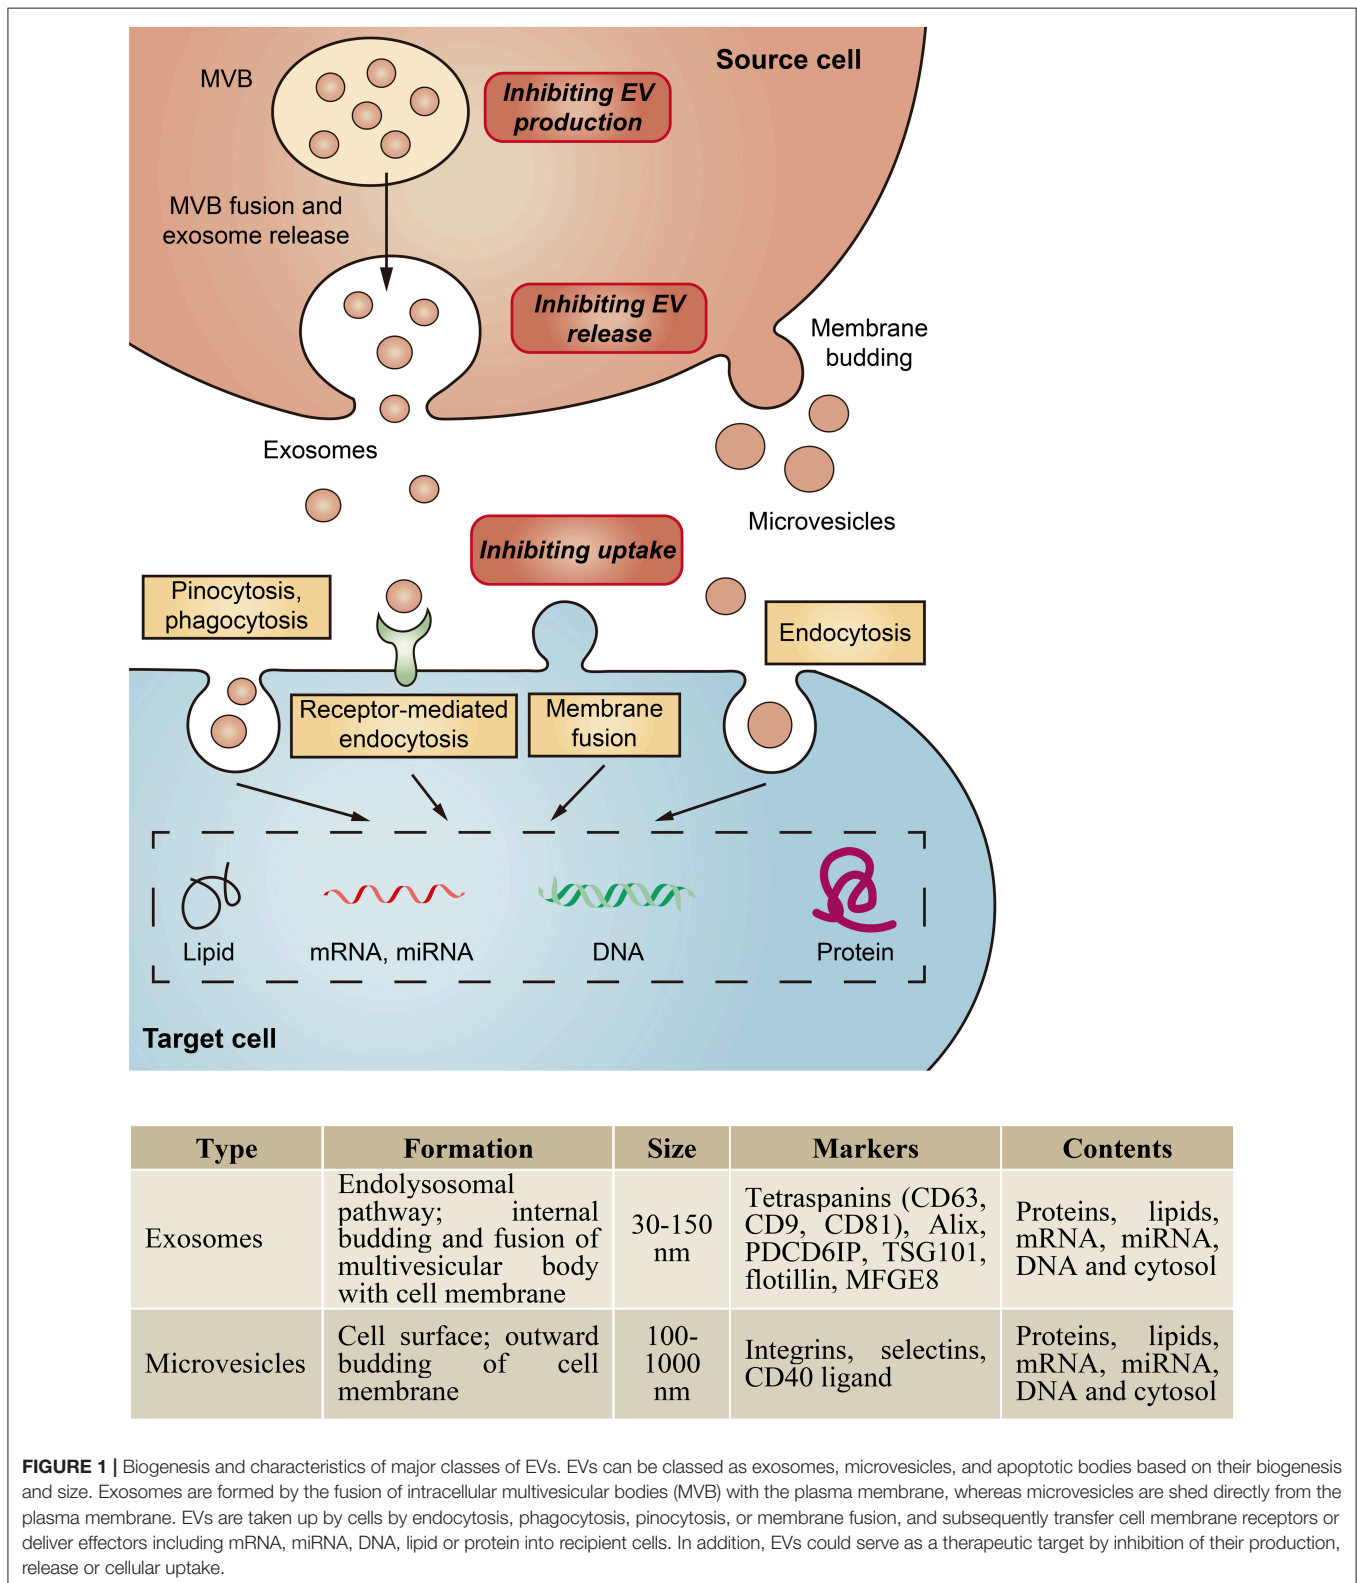 Source cell
MVB
Inhibiting EV
production
MVB fusion and
exosome release
Inhibiting EV
release
Membrane
budding
Exosomes
Microvesicles
Inhibiting uptake
Pinocytosis,
phagocytosis
Endocytosis
Receptor-mediated
endocytosis
Membrane
fusion
Lipid
mRNA, miRNA
DNA
Protein
Target cell
Type
Formation
Size
Markers
Contents
Exosomes
Endolysosomal
pathway; internal
budding and fusion of
multivesicular body
with cell membrane
30-150
nm
Tetraspanins (CD63,
CD9, CD81), Alix,
PDCD6IP, TSG101,
flotillin, MFGE8
Proteins, lipids,
mRNA, miRNA,
DNA and cytosol
Microvesicles
Cell surface; outward
budding of cell
membrane
100-
1000
nm
Integrins, selectins,
CD40 ligand
Proteins, lipids,
mRNA, miRNA,
DNA and cytosol
FIGURE 1 | Biogenesis and characteristics of major classes of EVs. EVs can be classed as exosomes, microvesicles, and apoptotic bodies based on their biogenesis
and size. Exosomes are formed by the fusion of intracellular multivesicular bodies (MVB) with the plasma membrane, whereas microvesicles are shed directly from the
plasma membrane. EVs are taken up by cells by endocytosis, phagocytosis, pinocytosis, or membrane fusion, and subsequently transfer cell membrane receptors or
deliver effectors including mRNA, miRNA, DNA, lipid or protein into recipient cells. In addition, EVs could serve as a therapeutic target by inhibition of their production,
release or cellular uptake.